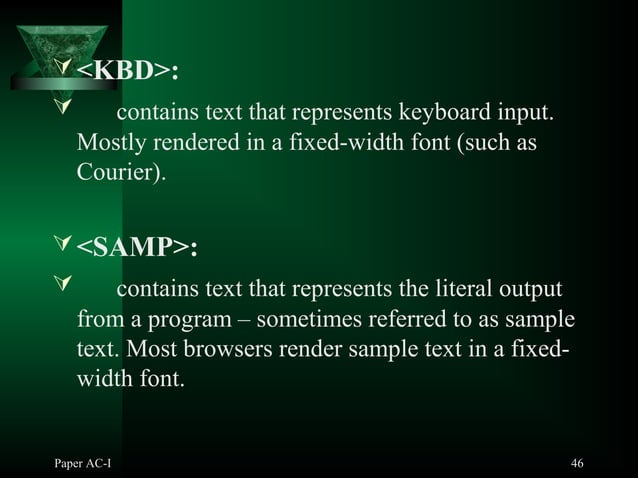 <KBD>:
contains text that represents keyboard input.
Mostly rendered in a fixed-width font (such as
Courier).
<SAMP>:
contains text that represents the literal output
from a program – sometimes referred to as sample
text. Most browsers render sample text in a fixed-
width font.
Paper AC-I 46